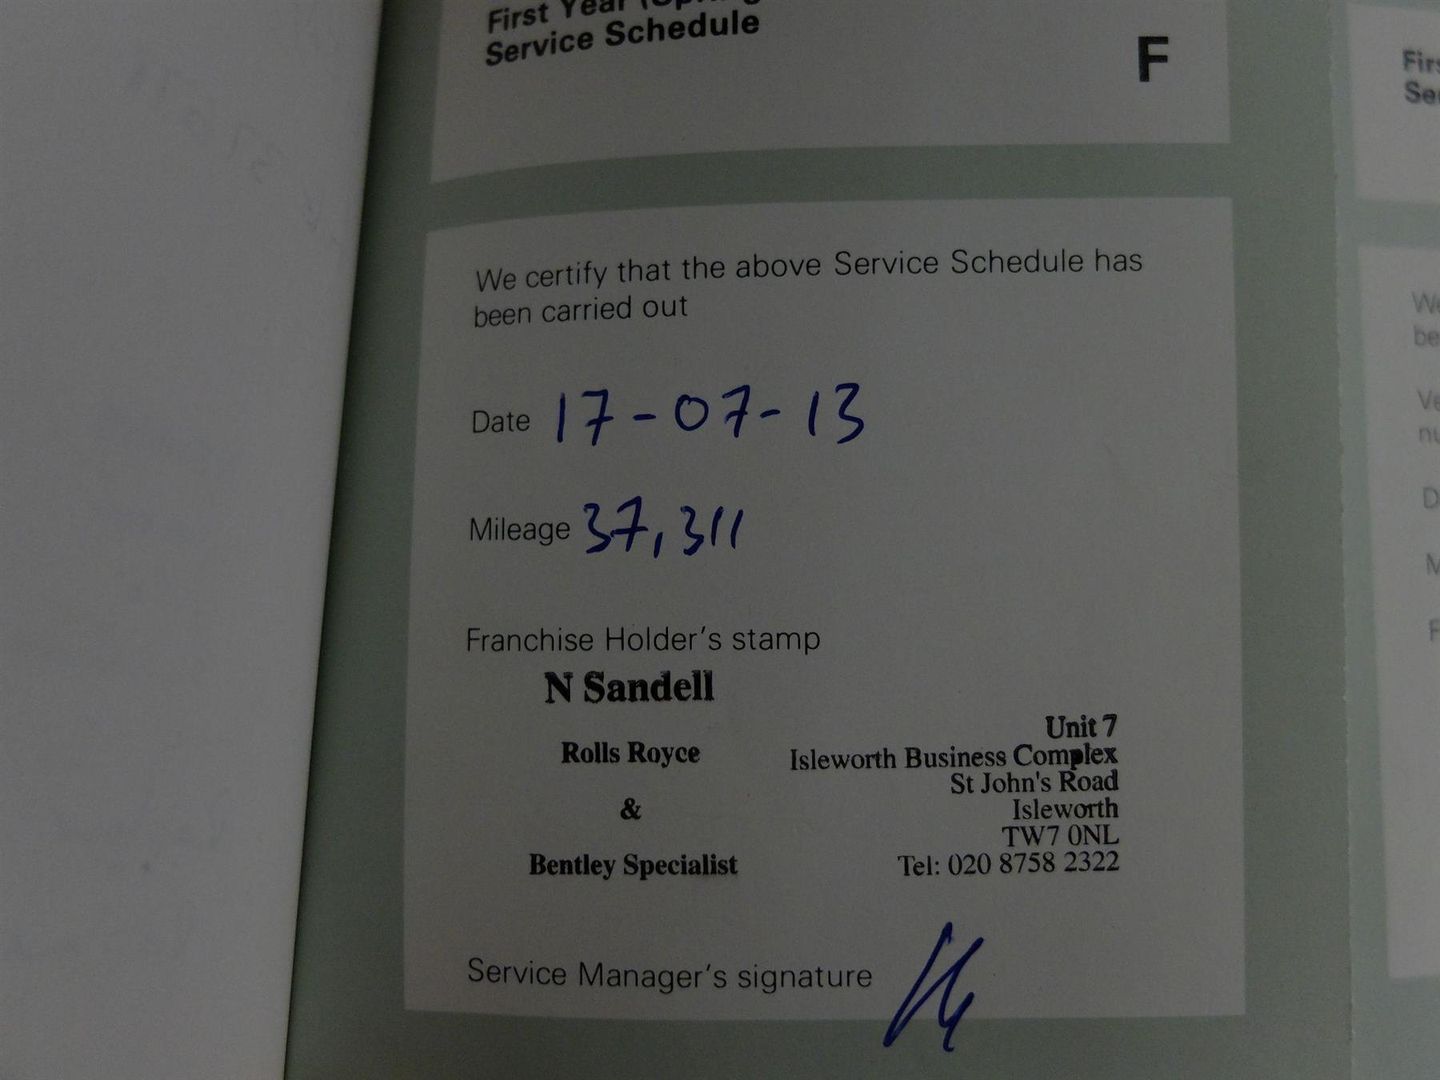 First Year
Service Schedule
F
We certify that the above Service Schedule has
been carried out
Date 17-07-13
Mileage 37,311
Franchise Holder's stamp
N Sandell
Rolls Royce
&
Bentley Specialist
Unit 7
Isleworth Business Complex
St John's Road
Isleworth
TW7 0NL
Tel: 020 8758 2322
Service Manager's signature